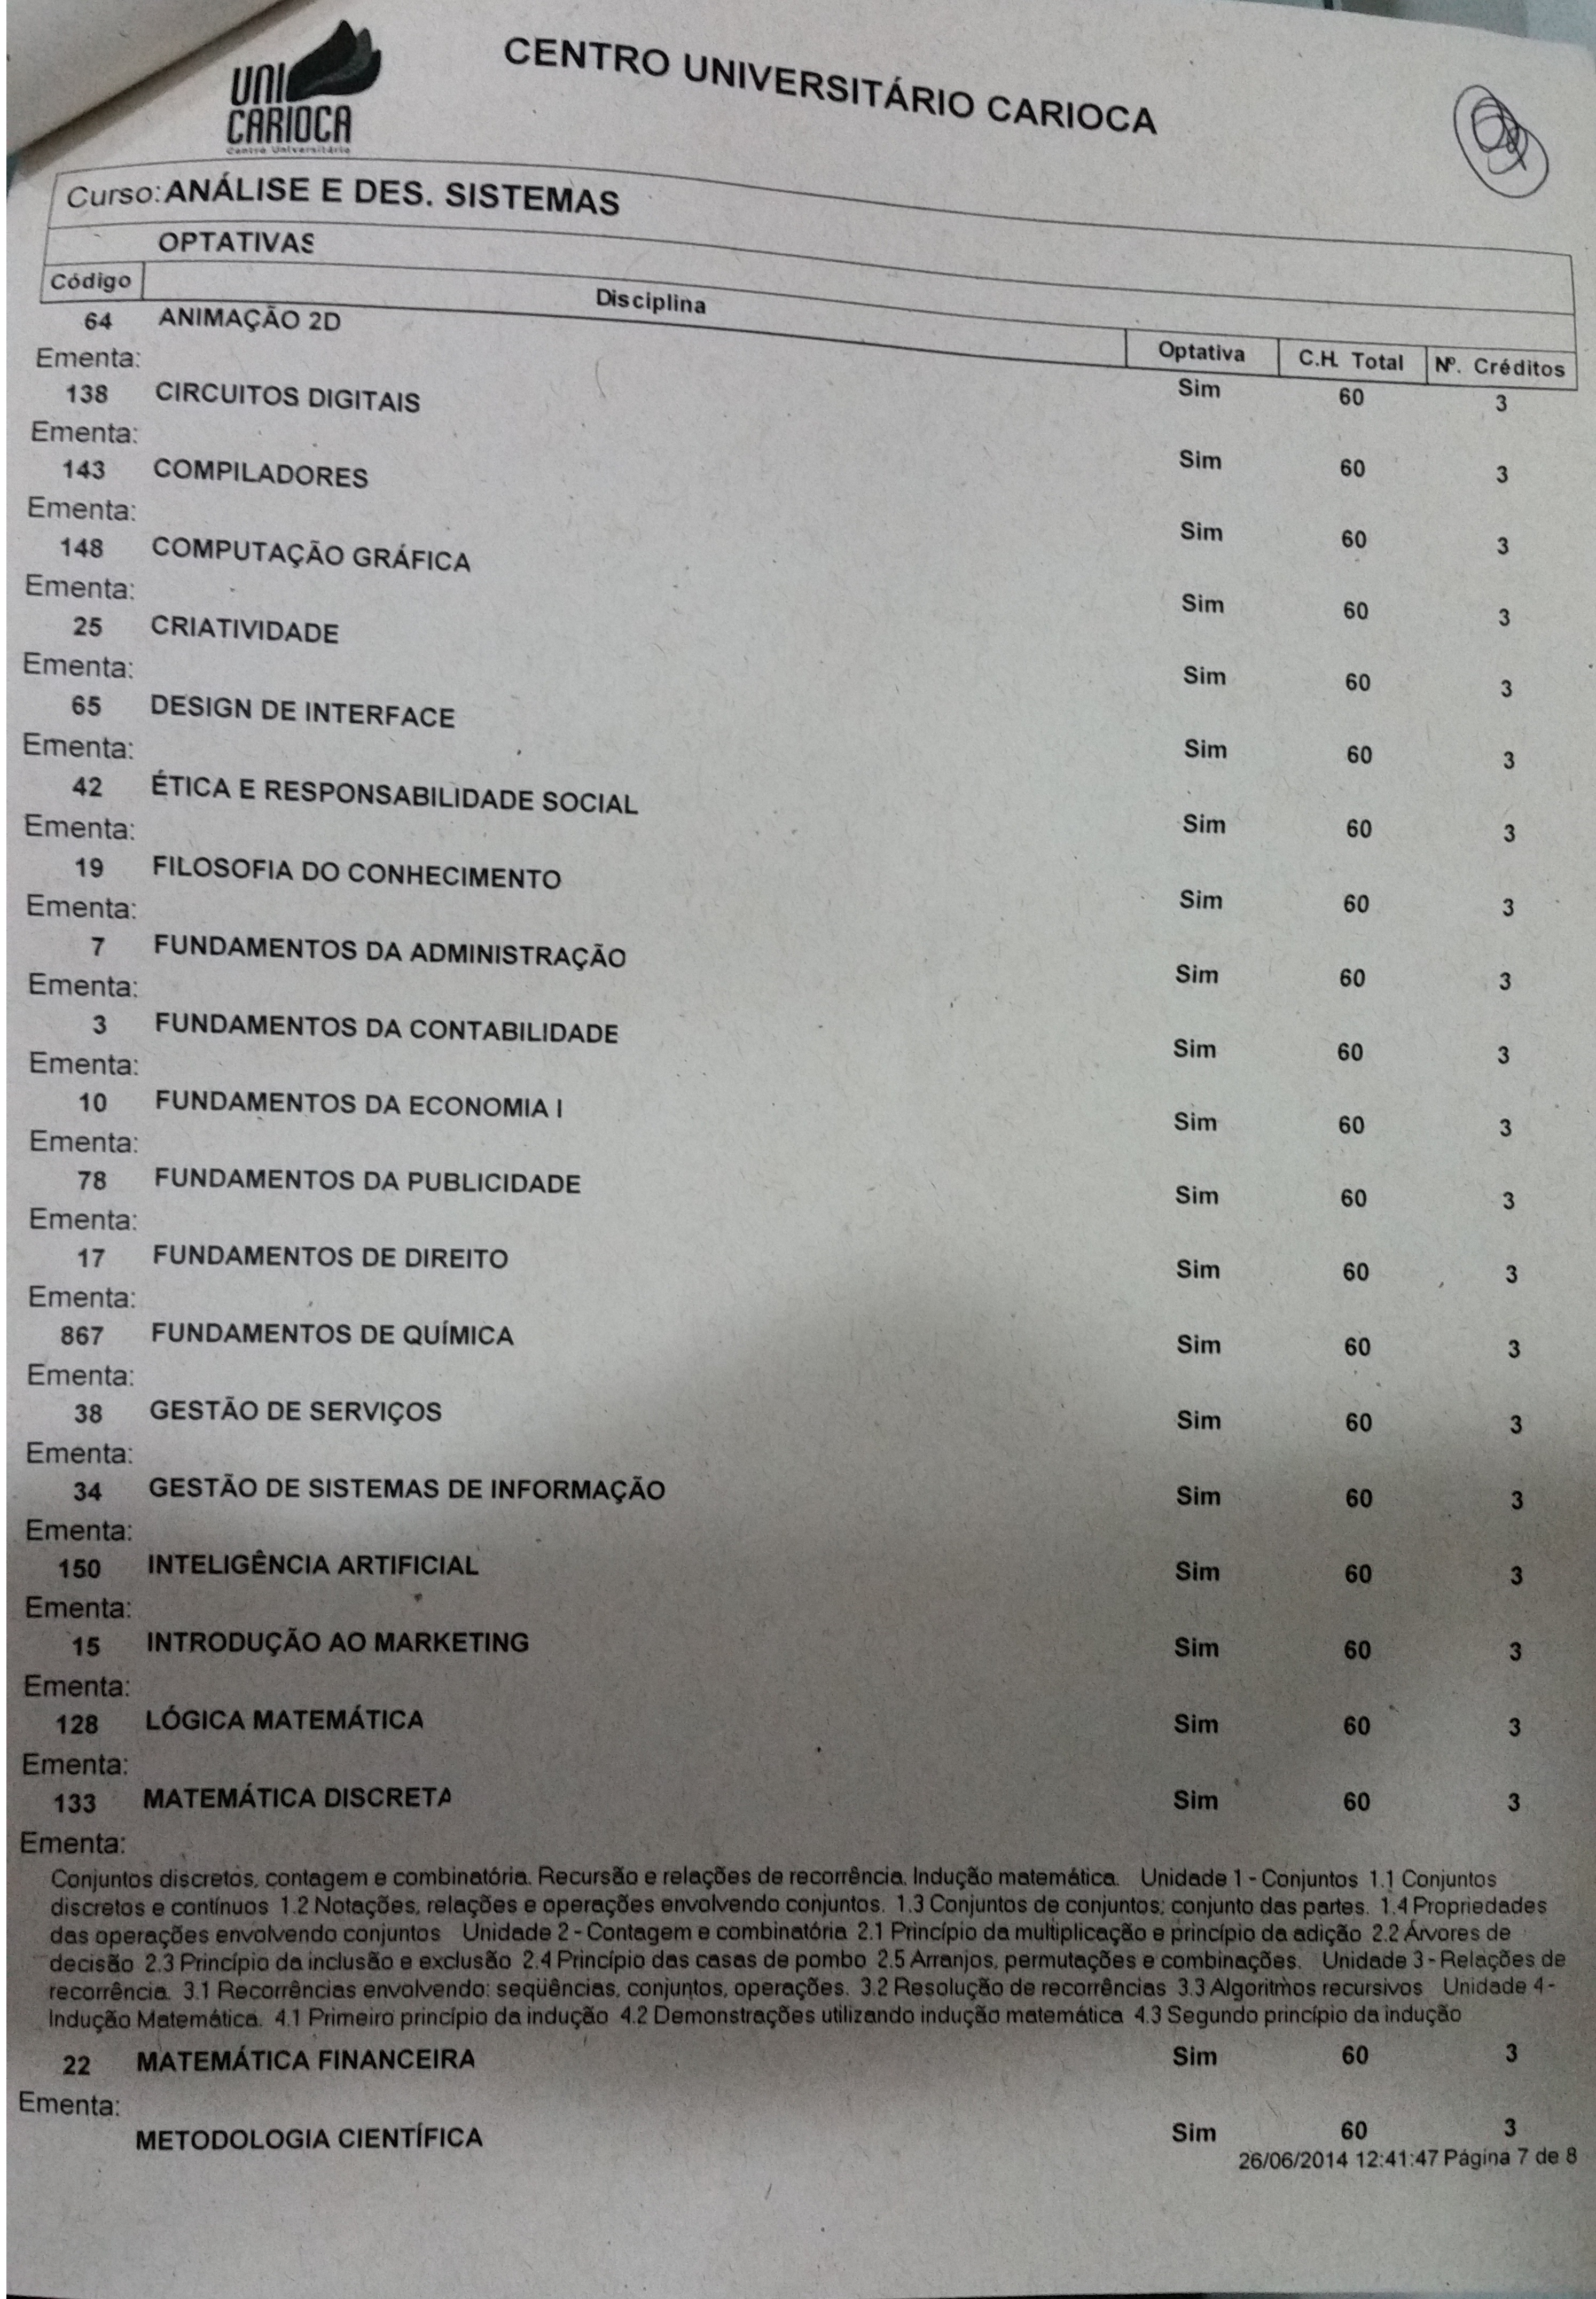 UNI
CARIOCA
Centro Universitário
CENTRO UNIVERSITÁRIO CARIOCA
Curso: ANÁLISE E DES. SISTEMAS
OPTATIVAS
Código Disciplina Optativa C.H. Total Nº. Créditos
64 ANIMAÇÃO 2D Sim 60 3
Ementa:
138 CIRCUITOS DIGITAIS Sim 60 3
Ementa:
143 COMPILADORES Sim 60 3
Ementa:
148 COMPUTAÇÃO GRÁFICA Sim 60 3
Ementa:
25 CRIATIVIDADE Sim 60 3
Ementa:
65 DESIGN DE INTERFACE Sim 60 3
Ementa:
42 ÉTICA E RESPONSABILIDADE SOCIAL Sim 60 3
Ementa:
19 FILOSOFIA DO CONHECIMENTO Sim 60 3
Ementa:
7 FUNDAMENTOS DA ADMINISTRAÇÃO Sim 60 3
Ementa:
3 FUNDAMENTOS DA CONTABILIDADE Sim 60 3
Ementa:
10 FUNDAMENTOS DA ECONOMIA I Sim 60 3
Ementa:
78 FUNDAMENTOS DA PUBLICIDADE Sim 60 3
Ementa:
17 FUNDAMENTOS DE DIREITO Sim 60 3
Ementa:
867 FUNDAMENTOS DE QUÍMICA Sim 60 3
Ementa:
38 GESTÃO DE SERVIÇOS Sim 60 3
Ementa:
34 GESTÃO DE SISTEMAS DE INFORMAÇÃO Sim 60 3
Ementa:
150 INTELIGÊNCIA ARTIFICIAL Sim 60 3
Ementa:
15 INTRODUÇÃO AO MARKETING Sim 60 3
Ementa:
128 LÓGICA MATEMÁTICA Sim 60 3
Ementa:
133 MATEMÁTICA DISCRETA Sim 60 3
Ementa:
Conjuntos discretos, contagem e combinatória. Recursão e relações de recorrência. Indução matemática. Unidade 1 - Conjuntos 1.1 Conjuntos
discretos e contínuos 1.2 Notações, relações e operações envolvendo conjuntos. 1.3 Conjuntos de conjuntos; conjunto das partes. 1.4 Propriedades
das operações envolvendo conjuntos Unidade 2 - Contagem e combinatória 2.1 Princípio da multiplicação e princípio da adição 2.2 Árvores de
decisão 2.3 Princípio da inclusão e exclusão 2.4 Princípio das casas de pombo 2.5 Arranjos, permutações e combinações. Unidade 3 - Relações de
recorrência. 3.1 Recorrências envolvendo: seqüências, conjuntos, operações. 3.2 Resolução de recorrências 3.3 Algoritmos recursivos Unidade 4 -
Indução Matemática. 4.1 Primeiro princípio da indução 4.2 Demonstrações utilizando indução matemática 4.3 Segundo princípio da indução
22 MATEMÁTICA FINANCEIRA Sim 60 3
Ementa:
METODOLOGIA CIENTÍFICA Sim 60 3
26/06/2014 12:41:47 Página 7 de 8